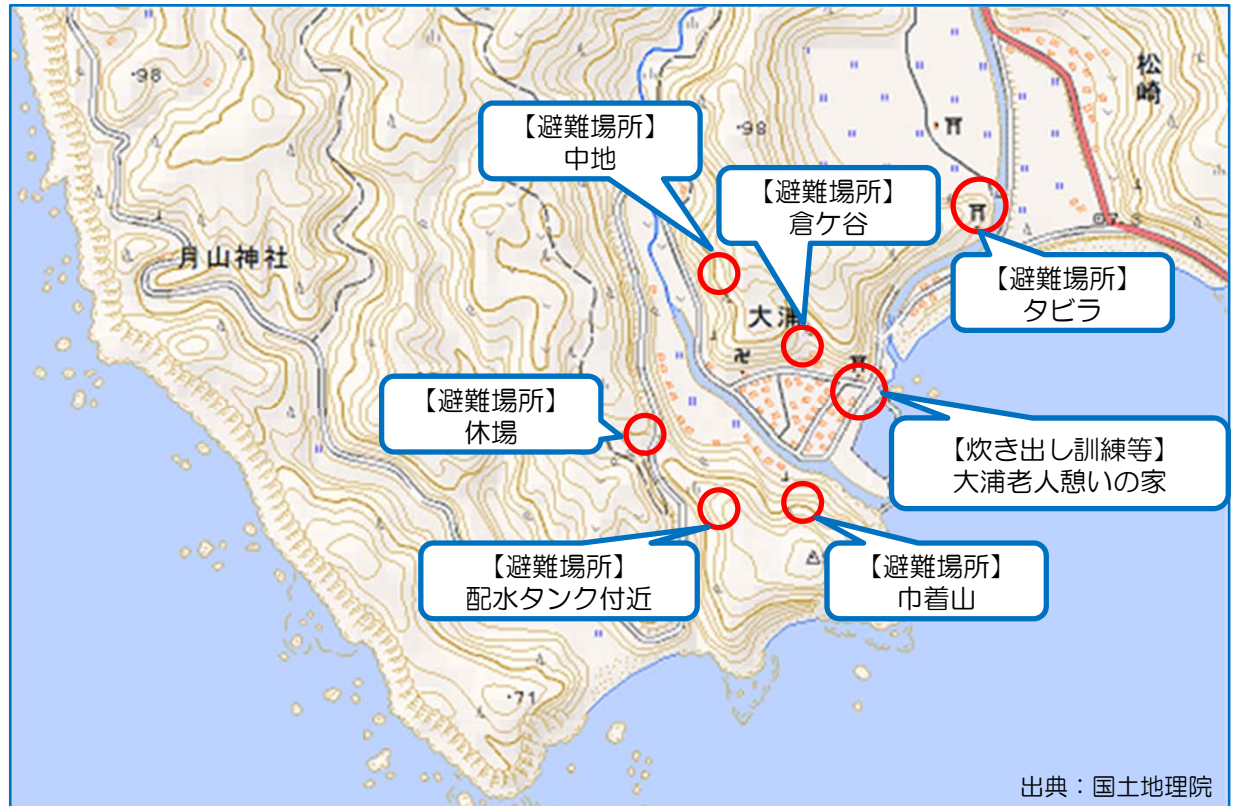 ・98
松崎
【避難場所】
中地
・98
【避難場所】
倉ケ谷
月山神社
【避難場所】
タビラ
大浦
【避難場所】
休場
【炊き出し訓練等】
大浦老人憩いの家
【避難場所】
配水タンク付近
【避難場所】
巾着山
・71
出典：国土地理院